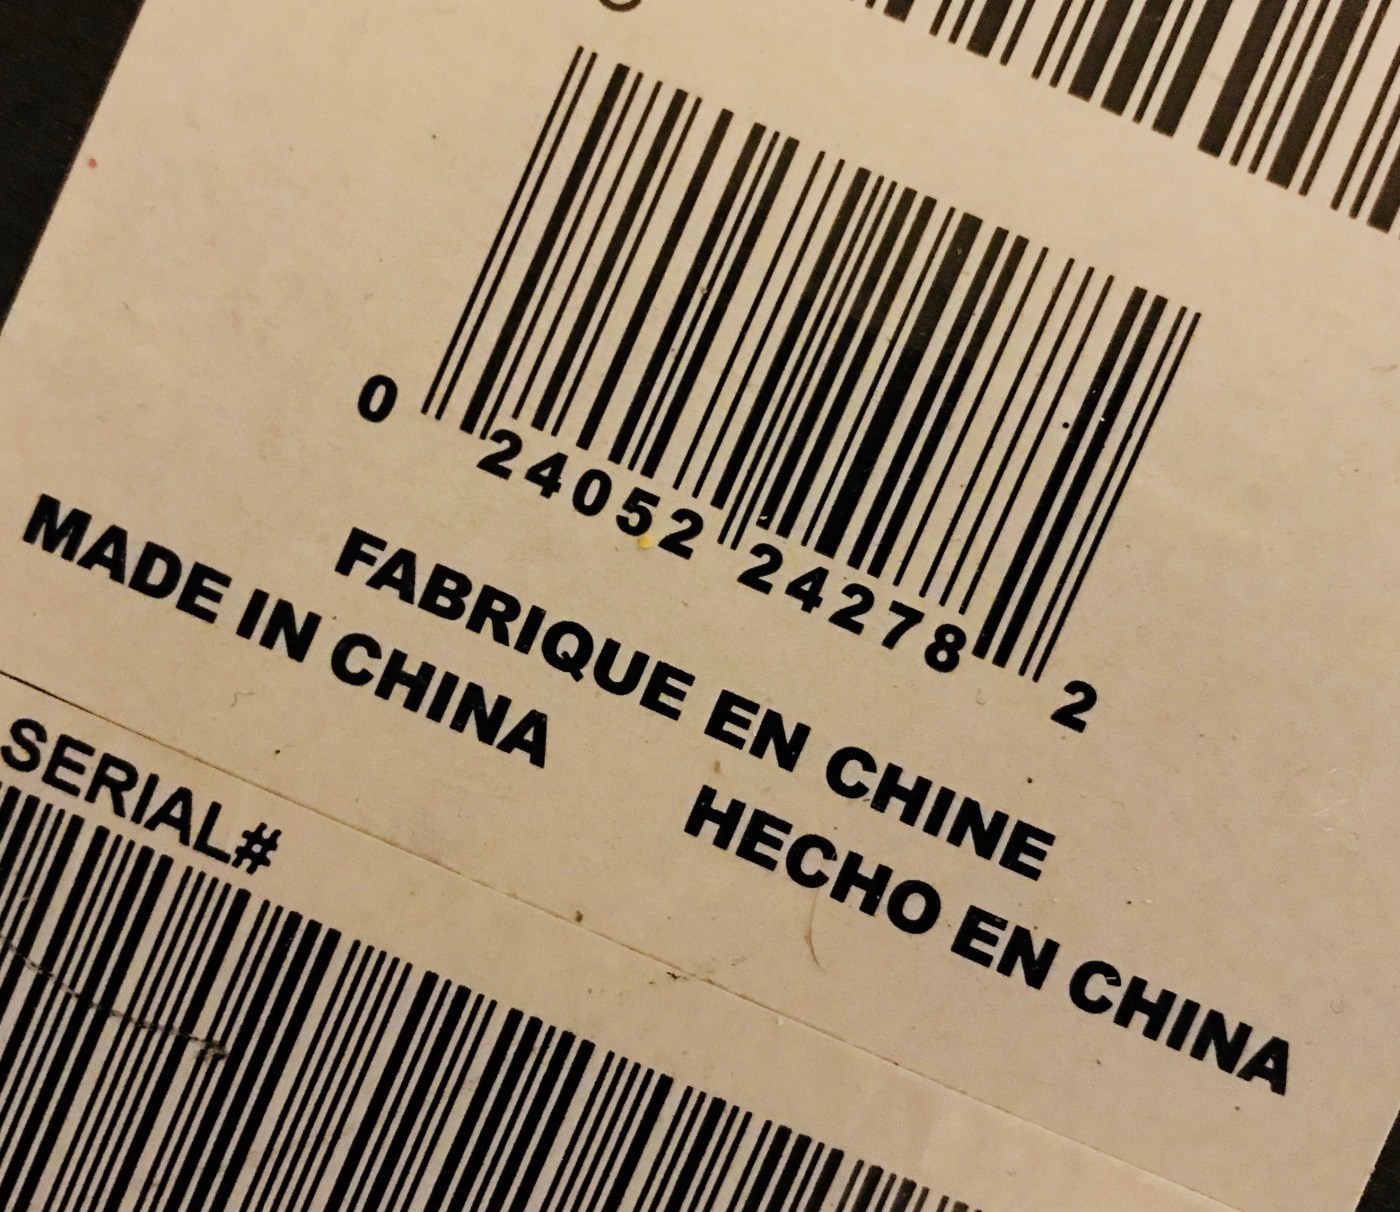 0 24052 24278 2
FABRIQUE EN CHINE
MADE IN CHINA
HECHO EN CHINA
SERIAL#